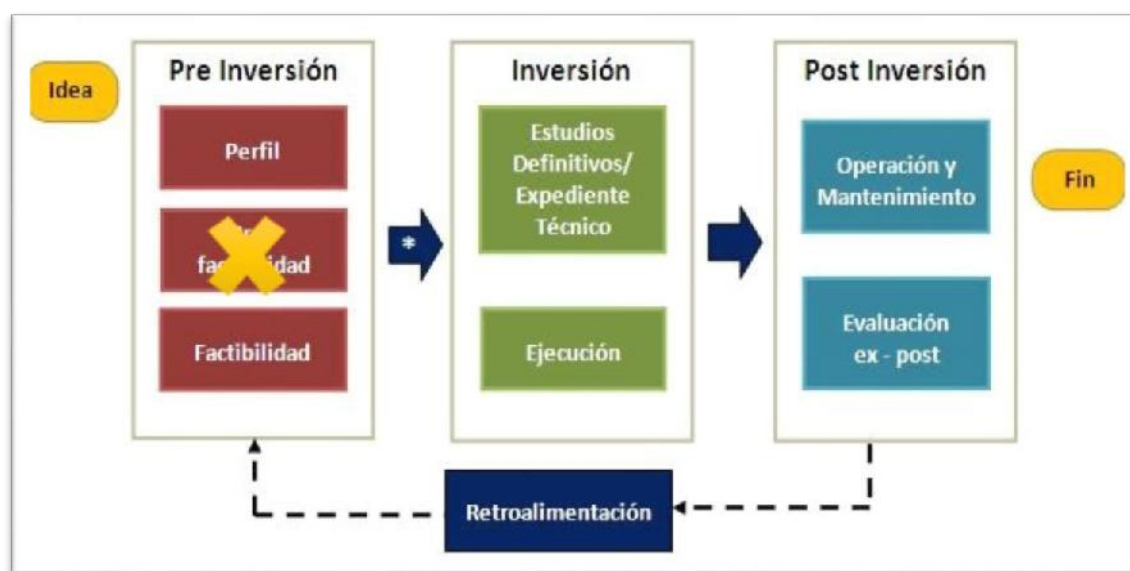 Pre Inversión
Inversión
Post Inversión
Idea
Perfil
Factibilidad
*
Estudios
Definitivos/
Expediente
Técnico
Ejecución
Operación y
Mantenimiento
Evaluación
ex - post
Fin
Retroalimentación